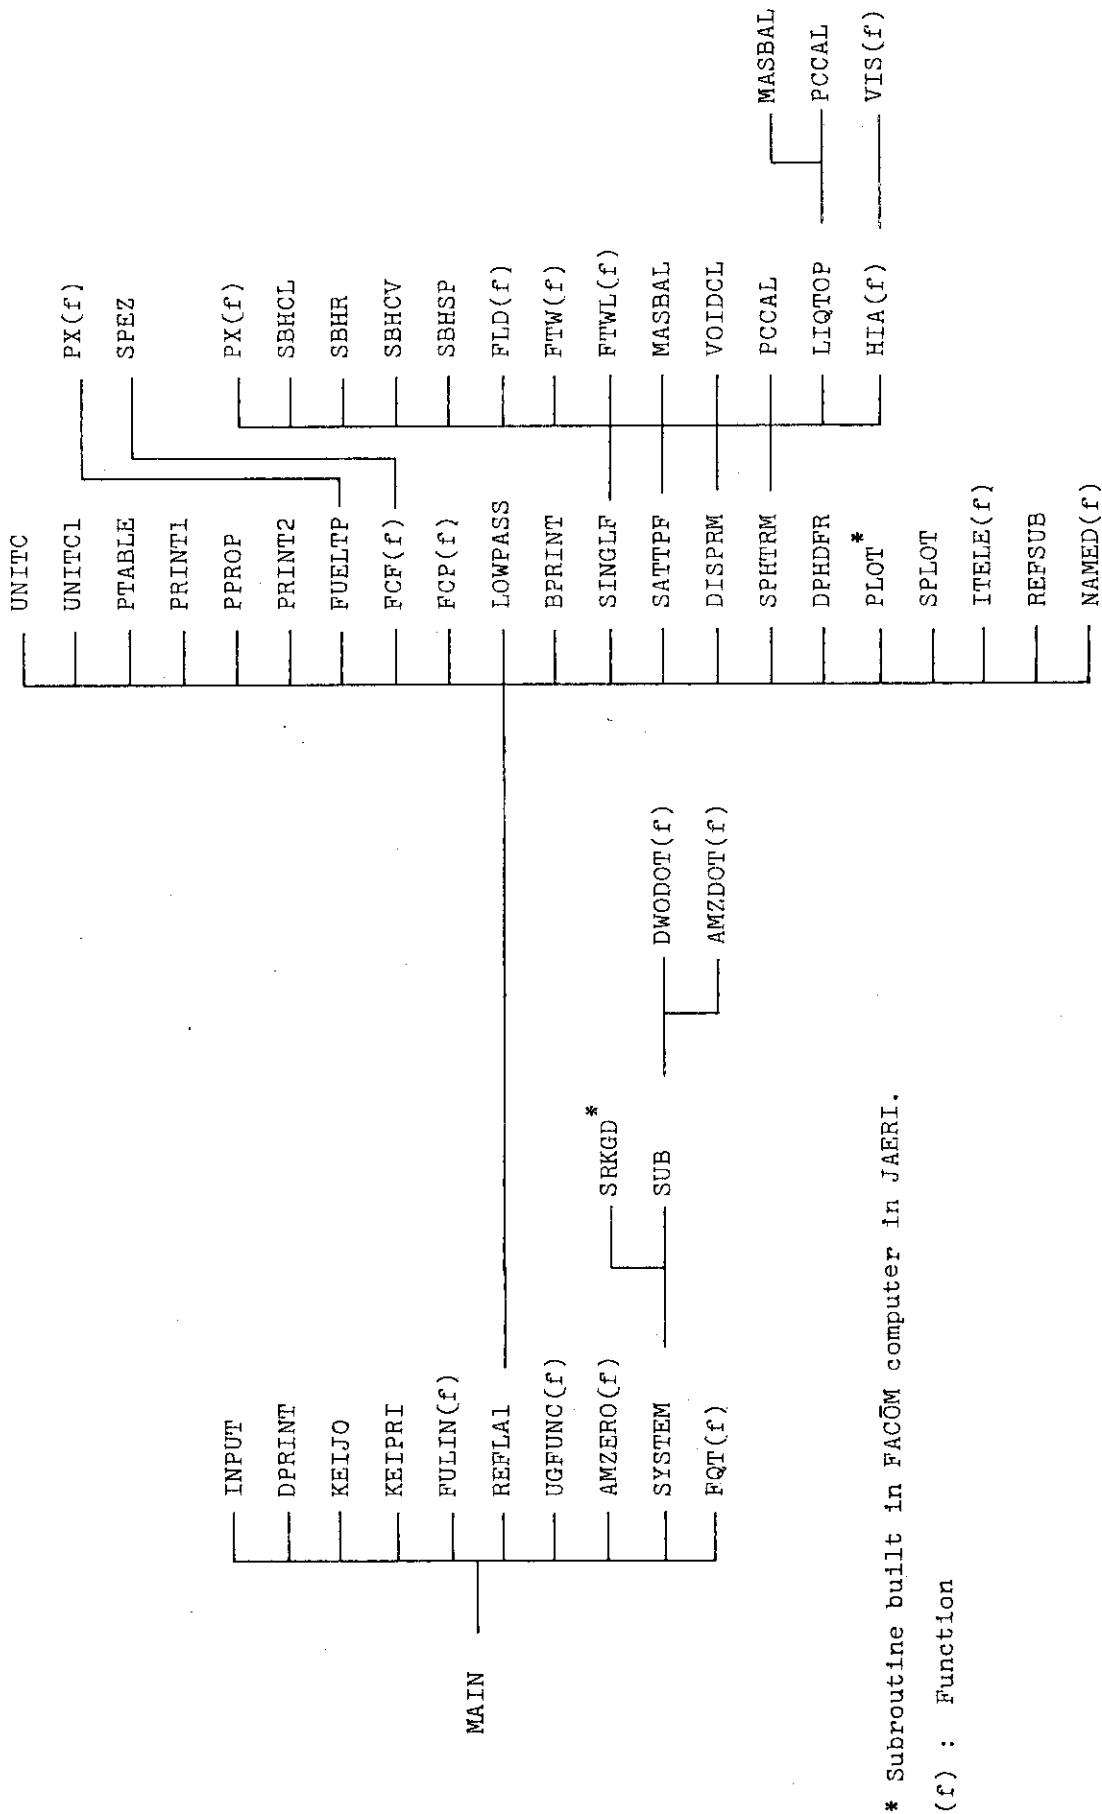 MAIN
INPUT
DPRINT
KEIJO
KEIPRI
FULIN(f)
REFLA1
UGFUNC(f)
AMZERO(f)
SYSTEM
FQT(f)
SRKGD*
SUB
DWODOT(f)
AMZDOT(f)
UNITC
UNITC1
PTABLE
PRINT1
PPROP
PRINT2
FUELTP
FCF(f)
FCP(f)
LOWPASS
BPRINT
SINGLF
SATTPF
DISPRM
SPHTRM
DPHDFR
PLOT*
SPLOT
ITELE(f)
REFSUB
NAMED(f)
PX(f)
SPEZ
PX(f)
SBHCL
SBHR
SBHCV
SBHSP
FLD(f)
FTW(f)
FTWL(f)
MASBAL
VOIDCL
PCCAL
LIQTOP
HIA(f)
MASBAL
PCCAL
VIS(f)
* Subroutine built in FACŌM computer in JAERI.
(f) : Function